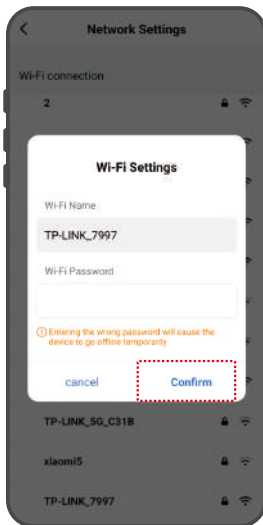 Network Settings
Wi-Fi connection
2
Wi-Fi Settings
Wi-Fi Name
TP-LINK_7997
Wi-Fi Password
Entering the wrong password will cause the
device to go offline temporarily
cancel
Confirm
TP-LINK_5G_C31B
xiaomi5
TP-LINK_7997